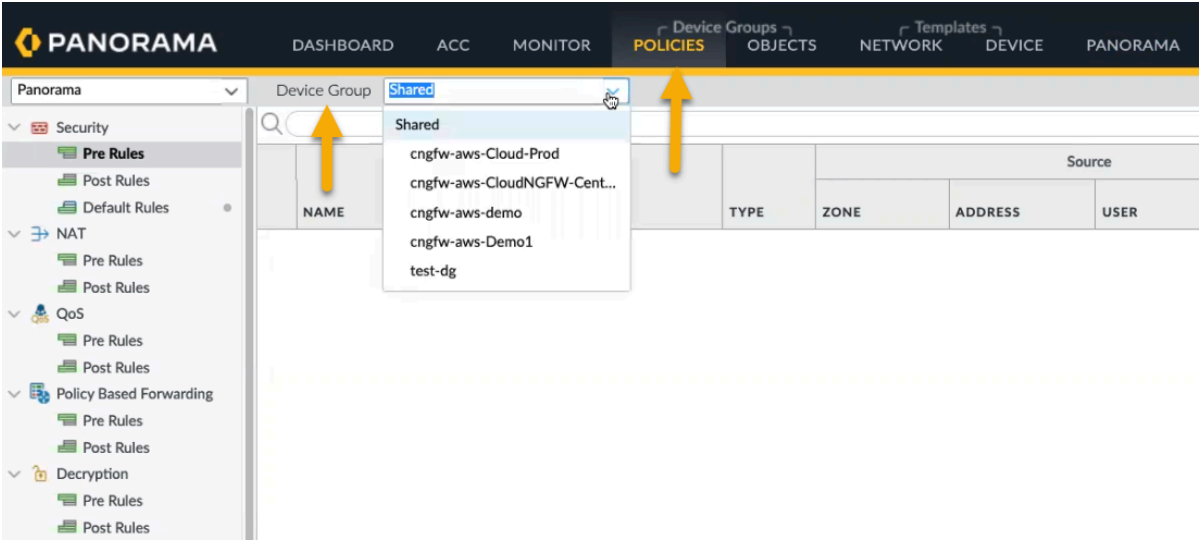 PANORAMA
Device Groups
Templates
DASHBOARD ACC MONITOR POLICIES OBJECTS NETWORK DEVICE PANORAMA
Panorama
Device Group Shared
Security
Pre Rules
Post Rules
Default Rules
NAT
Pre Rules
Post Rules
QoS
Pre Rules
Post Rules
Policy Based Forwarding
Pre Rules
Post Rules
Decryption
Pre Rules
Post Rules
Shared
cngfw-aws-Cloud-Prod
cngfw-aws-CloudNGFW-Cent...
cngfw-aws-demo
cngfw-aws-Demo1
test-dg
Source
NAME TYPE ZONE ADDRESS USER